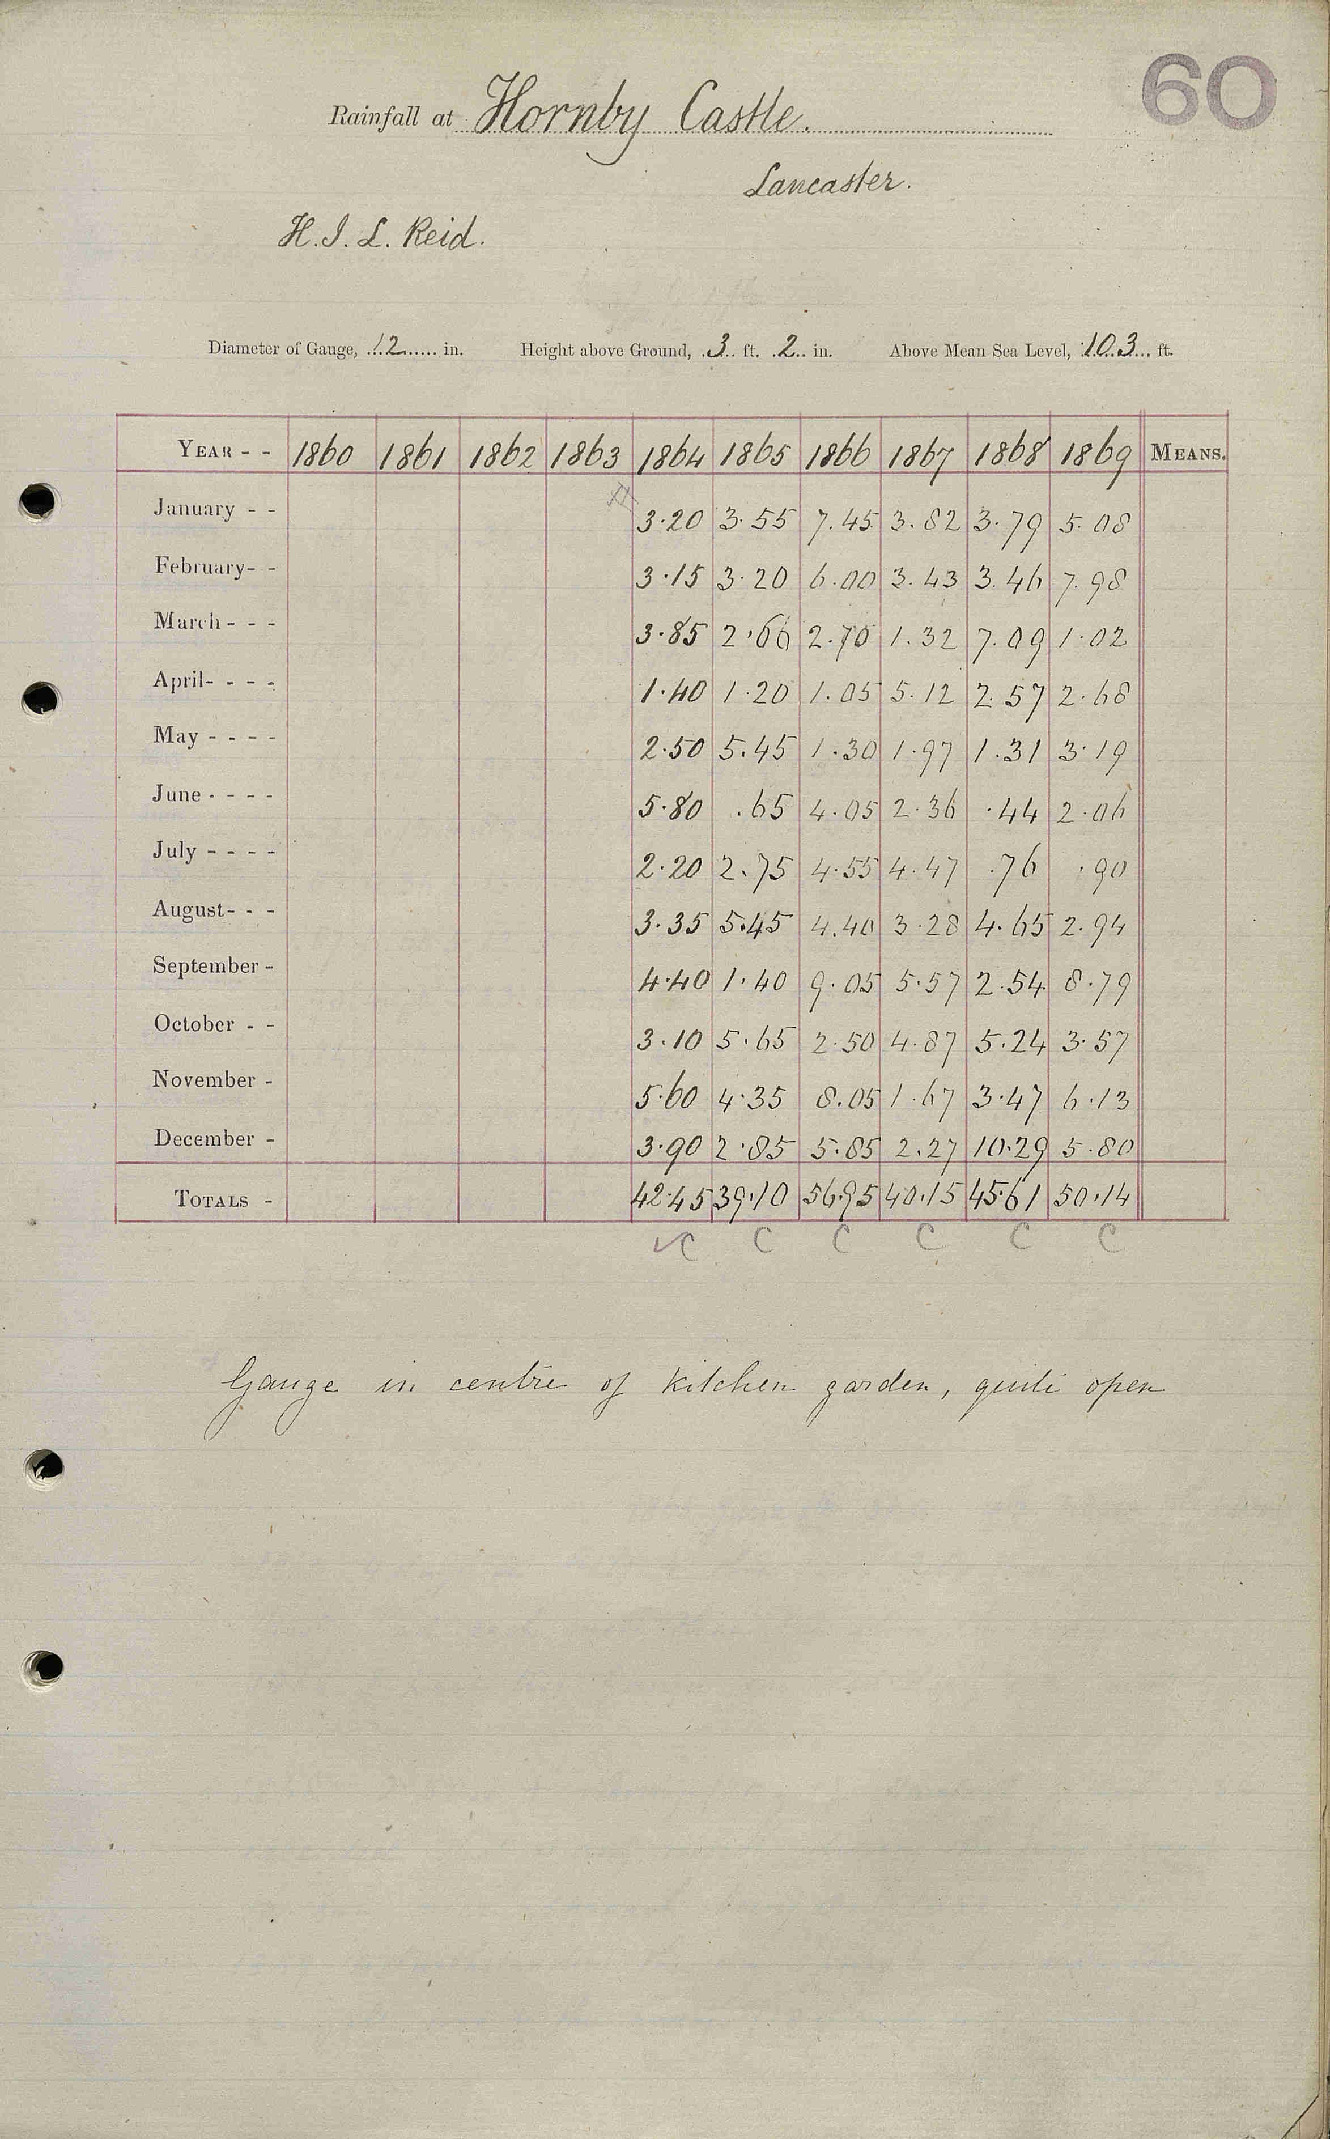 60
Rainfall at Hornby Castle.
Lancaster.
H. J. L. Reid.
Diameter of Gauge, 12 in. Height above Ground, 3 ft. 2 in. Above Mean Sea Level, 103 ft.
YEAR - - 1860 1861 1862 1863 1864 1865 1866 1867 1868 1869 MEANS.
January - - 3.20 3.55 7.45 3.82 3.79 5.08
February- - 3.15 3.20 6.00 3.43 3.46 7.98
March - - - 3.85 2.60 2.70 1.32 7.09 1.02
April- - - - 1.40 1.20 1.05 5.12 2.57 2.68
May - - - - 2.50 5.45 1.30 1.97 1.31 3.19
June - - - - 5.80 .65 4.05 2.36 .44 2.06
July - - - - 2.20 2.75 4.55 4.47 .76 .90
August- - - 3.35 5.45 4.40 3.28 4.65 2.94
September - 4.40 1.40 9.05 5.57 2.54 8.79
October - - 3.10 5.65 2.50 4.87 5.24 3.57
November - 5.60 4.35 8.05 1.67 3.47 6.13
December - 3.90 2.85 5.85 2.27 10.29 5.80
TOTALS - 42.45 39.10 56.95 40.15 45.61 50.14
✓C C C C C C
Gauge in centre of kitchen garden, quite open